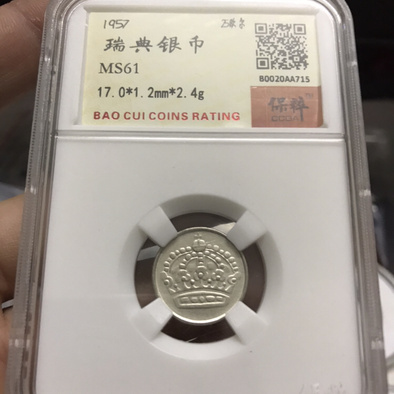 1957
瑞典银币
MS61
B0020AA715
17.0*1.2mm*2.4g
保粹
BAO CUI COINS RATING